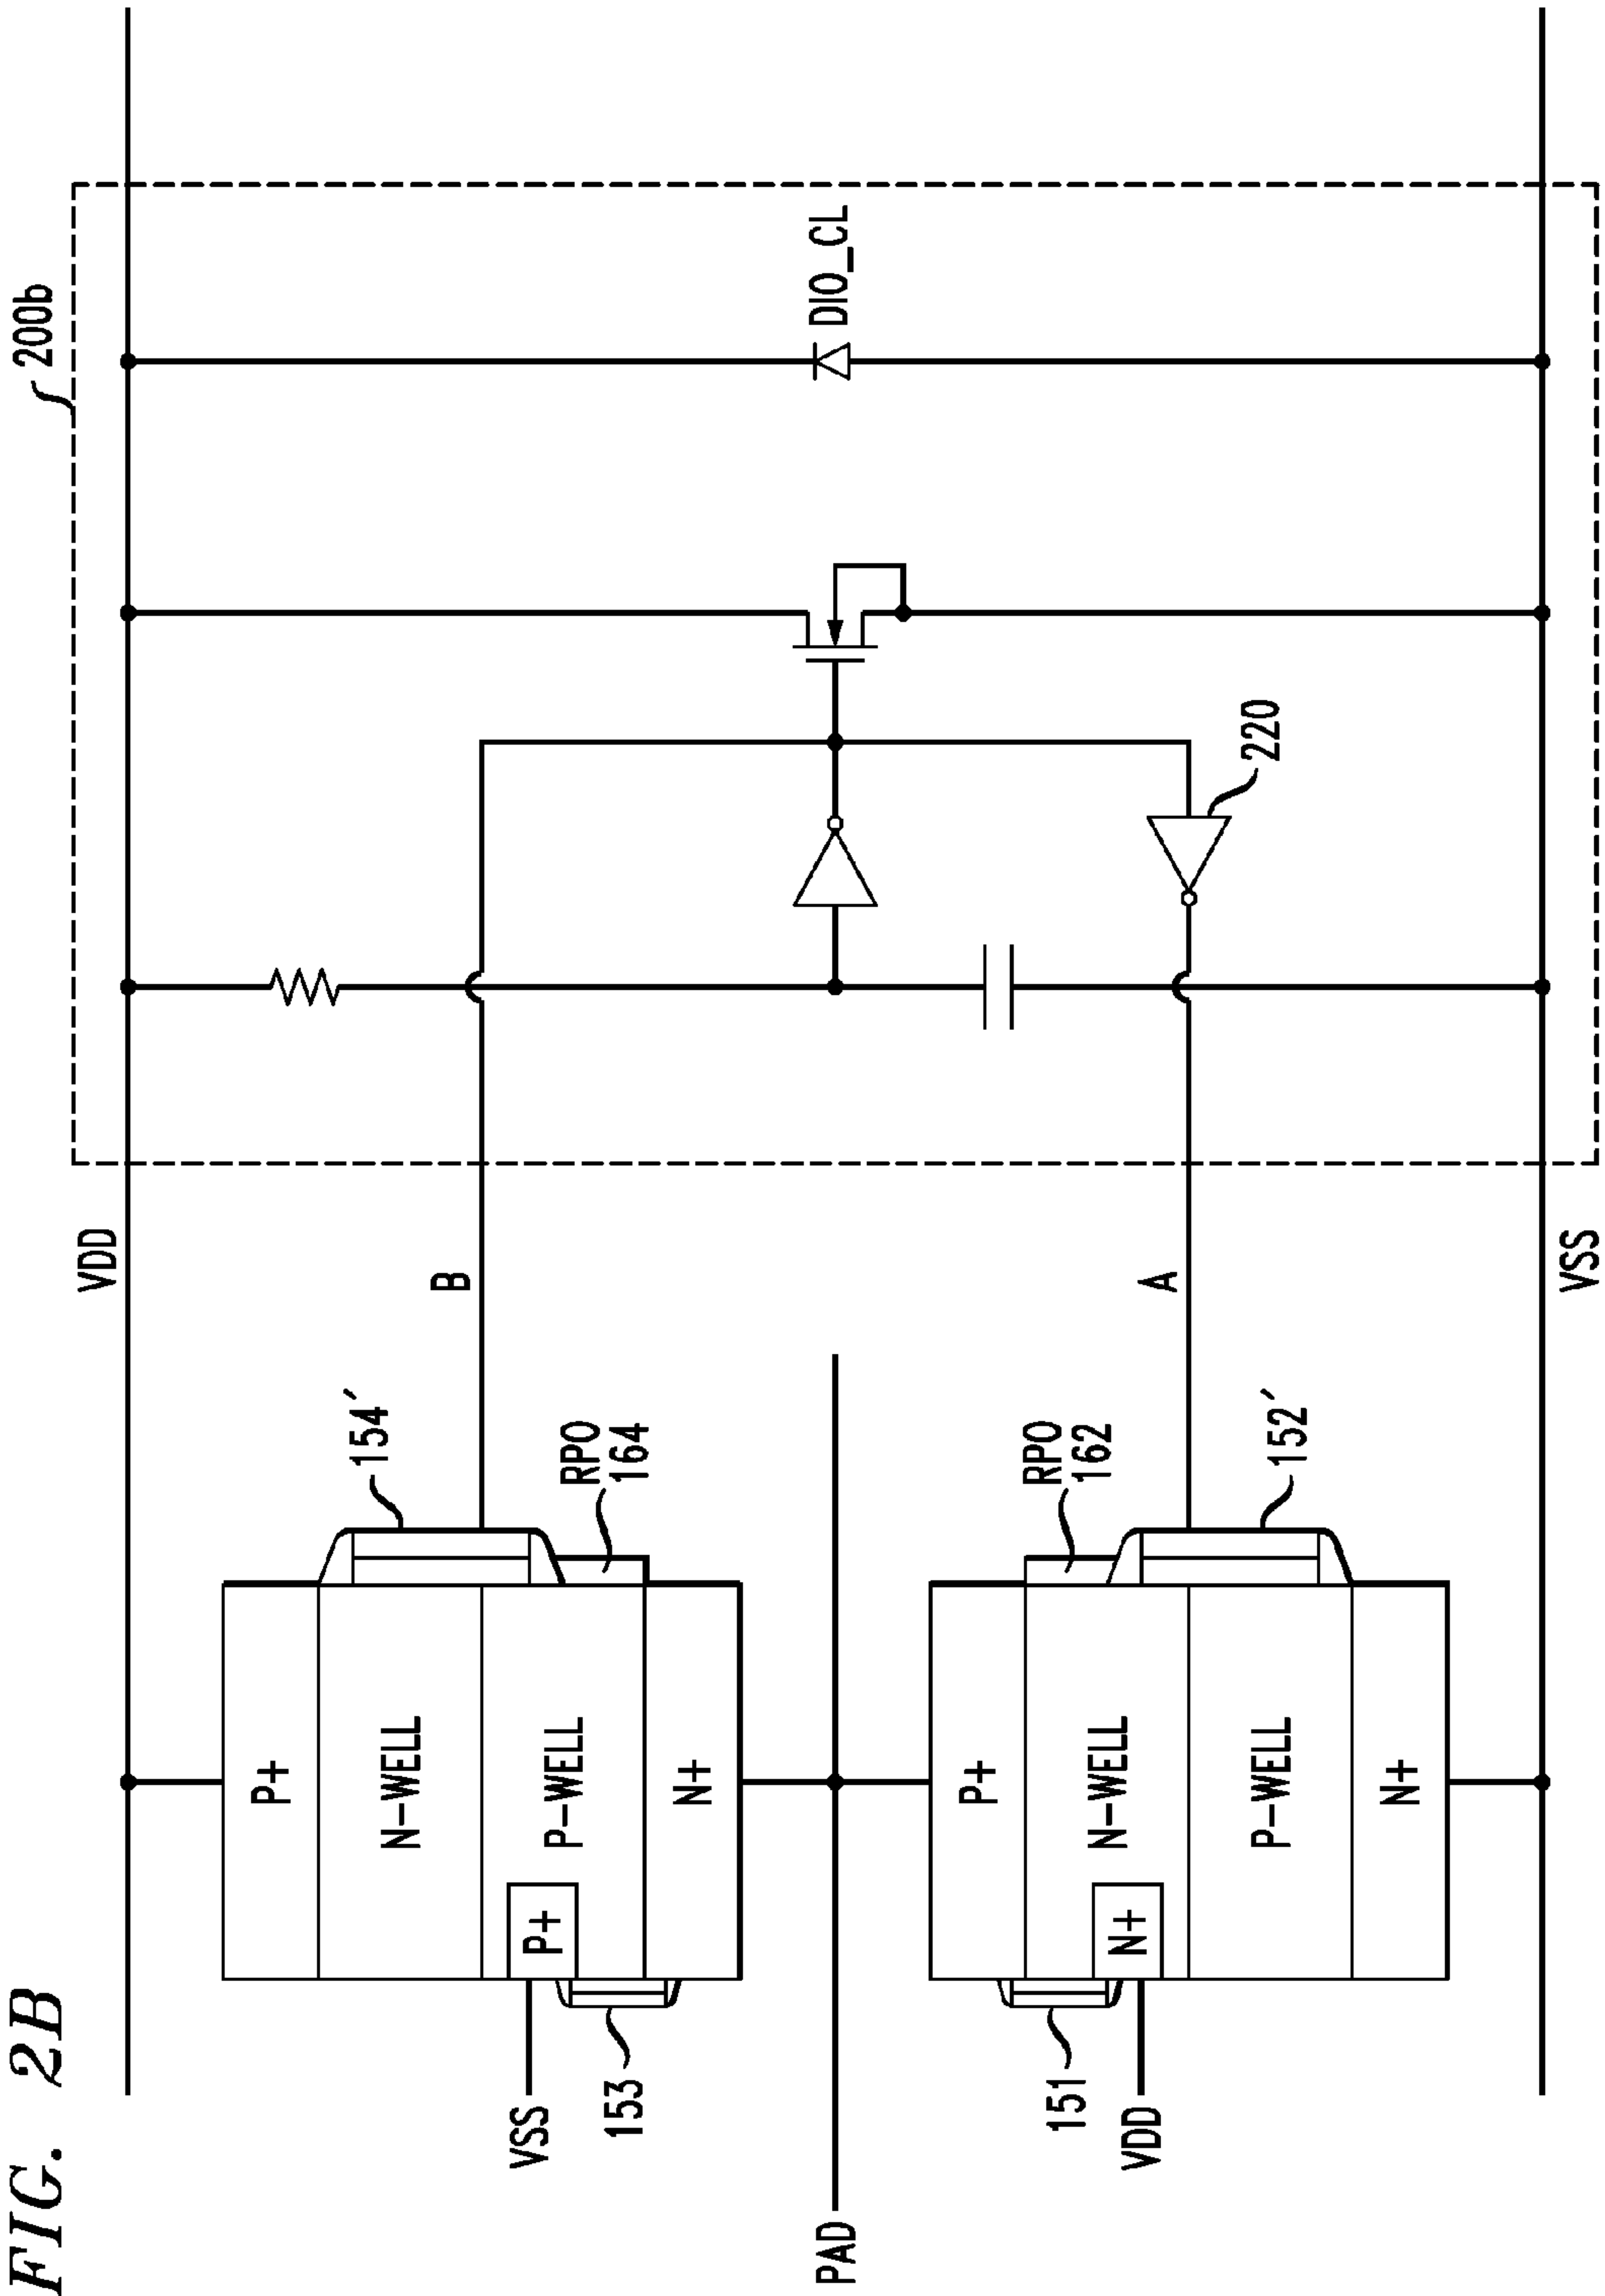 FIG. 2B
200b
VDD
154′
B
P+
N-WELL
P-WELL
N+
P+
VSS
153
RPO
164
DIO_CL
PAD
RPO
162
220
P+
N-WELL
P-WELL
N+
N+
151
VDD
A
152′
VSS